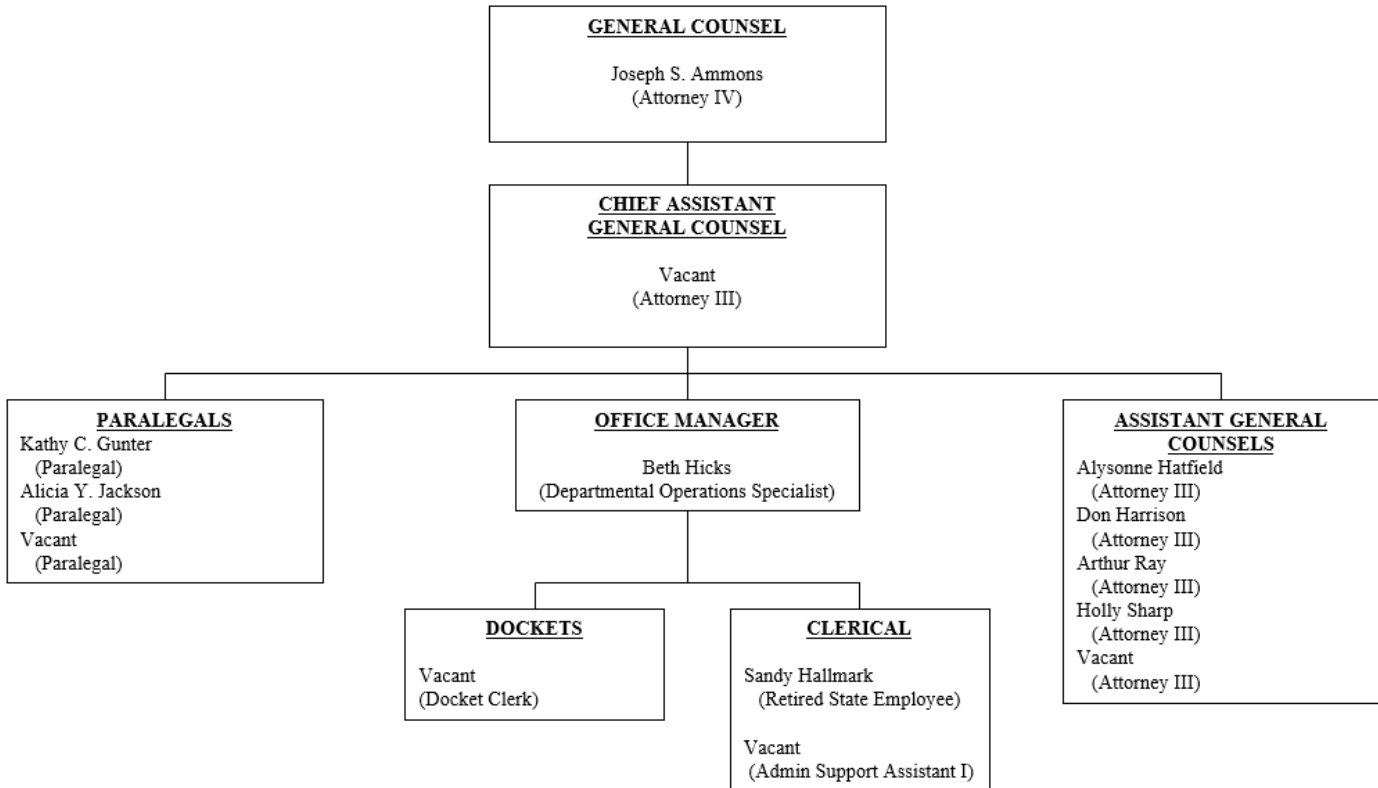 GENERAL COUNSEL
Joseph S. Ammons
(Attorney IV)
CHIEF ASSISTANT
GENERAL COUNSEL
Vacant
(Attorney III)
PARALEGALS
Kathy C. Gunter
(Paralegal)
Alicia Y. Jackson
(Paralegal)
Vacant
(Paralegal)
OFFICE MANAGER
Beth Hicks
(Departmental Operations Specialist)
ASSISTANT GENERAL
COUNSELS
Alysonne Hatfield
(Attorney III)
Don Harrison
(Attorney III)
Arthur Ray
(Attorney III)
Holly Sharp
(Attorney III)
Vacant
(Attorney III)
DOCKETS
Vacant
(Docket Clerk)
CLERICAL
Sandy Hallmark
(Retired State Employee)
Vacant
(Admin Support Assistant I)